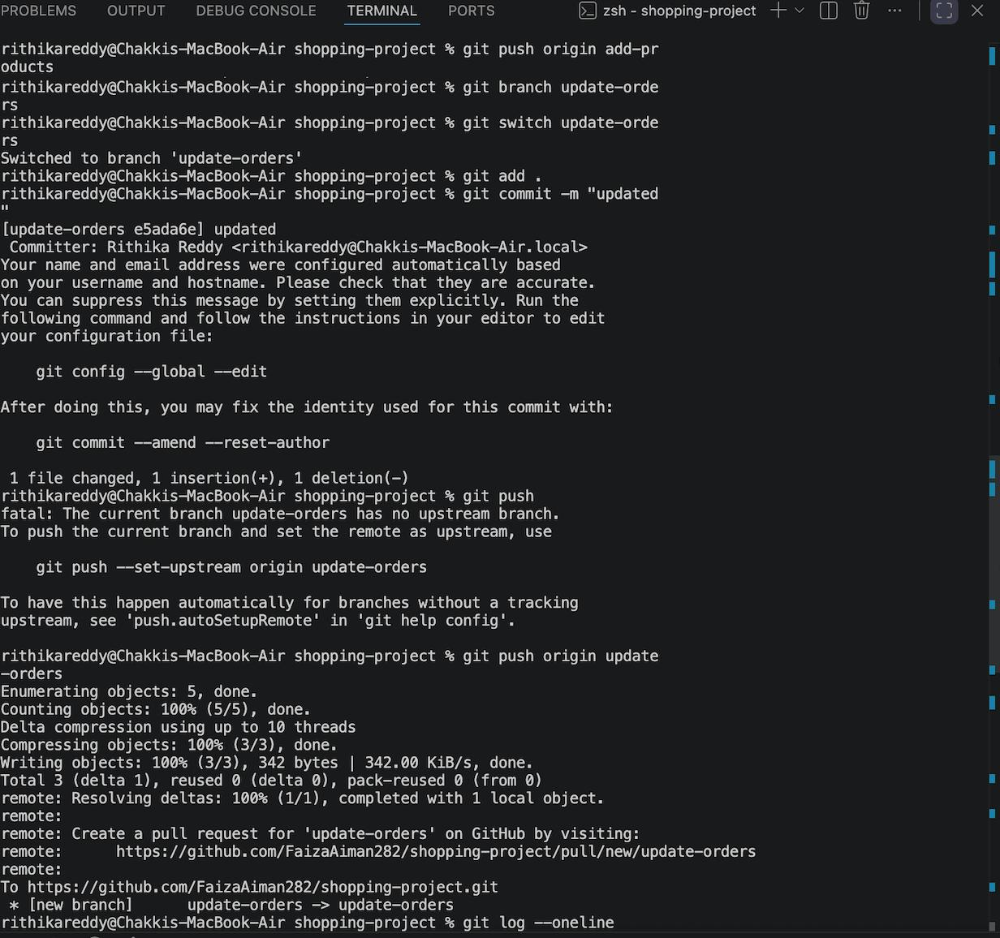 PROBLEMS OUTPUT DEBUG CONSOLE TERMINAL PORTS zsh - shopping-project
rithikareddy@Chakkis-MacBook-Air shopping-project % git push origin add-pr
oducts
rithikareddy@Chakkis-MacBook-Air shopping-project % git branch update-orde
rs
rithikareddy@Chakkis-MacBook-Air shopping-project % git switch update-orde
rs
Switched to branch 'update-orders'
rithikareddy@Chakkis-MacBook-Air shopping-project % git add .
rithikareddy@Chakkis-MacBook-Air shopping-project % git commit -m "updated
"
[update-orders e5ada6e] updated
 Committer: Rithika Reddy <rithikareddy@Chakkis-MacBook-Air.local>
Your name and email address were configured automatically based
on your username and hostname. Please check that they are accurate.
You can suppress this message by setting them explicitly. Run the
following command and follow the instructions in your editor to edit
your configuration file:
    git config --global --edit
After doing this, you may fix the identity used for this commit with:
    git commit --amend --reset-author
 1 file changed, 1 insertion(+), 1 deletion(-)
rithikareddy@Chakkis-MacBook-Air shopping-project % git push
fatal: The current branch update-orders has no upstream branch.
To push the current branch and set the remote as upstream, use
    git push --set-upstream origin update-orders
To have this happen automatically for branches without a tracking
upstream, see 'push.autoSetupRemote' in 'git help config'.
rithikareddy@Chakkis-MacBook-Air shopping-project % git push origin update
-orders
Enumerating objects: 5, done.
Counting objects: 100% (5/5), done.
Delta compression using up to 10 threads
Compressing objects: 100% (3/3), done.
Writing objects: 100% (3/3), 342 bytes | 342.00 KiB/s, done.
Total 3 (delta 1), reused 0 (delta 0), pack-reused 0 (from 0)
remote: Resolving deltas: 100% (1/1), completed with 1 local object.
remote:
remote: Create a pull request for 'update-orders' on GitHub by visiting:
remote:      https://github.com/FaizaAiman282/shopping-project/pull/new/update-orders
remote:
To https://github.com/FaizaAiman282/shopping-project.git
 * [new branch]      update-orders -> update-orders
rithikareddy@Chakkis-MacBook-Air shopping-project % git log --oneline